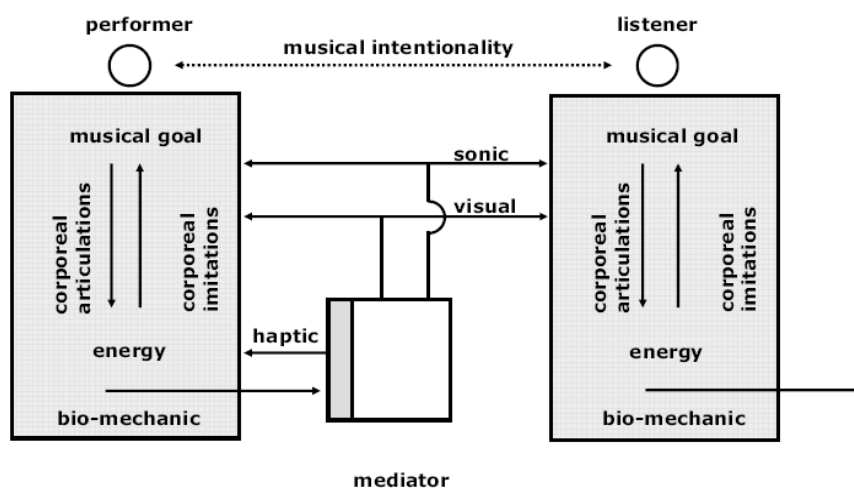 performer
listener
musical intentionality
musical goal
musical goal
sonic
visual
corporeal
articulations
corporeal
imitations
corporeal
articulations
corporeal
imitations
haptic
energy
energy
bio-mechanic
bio-mechanic
mediator